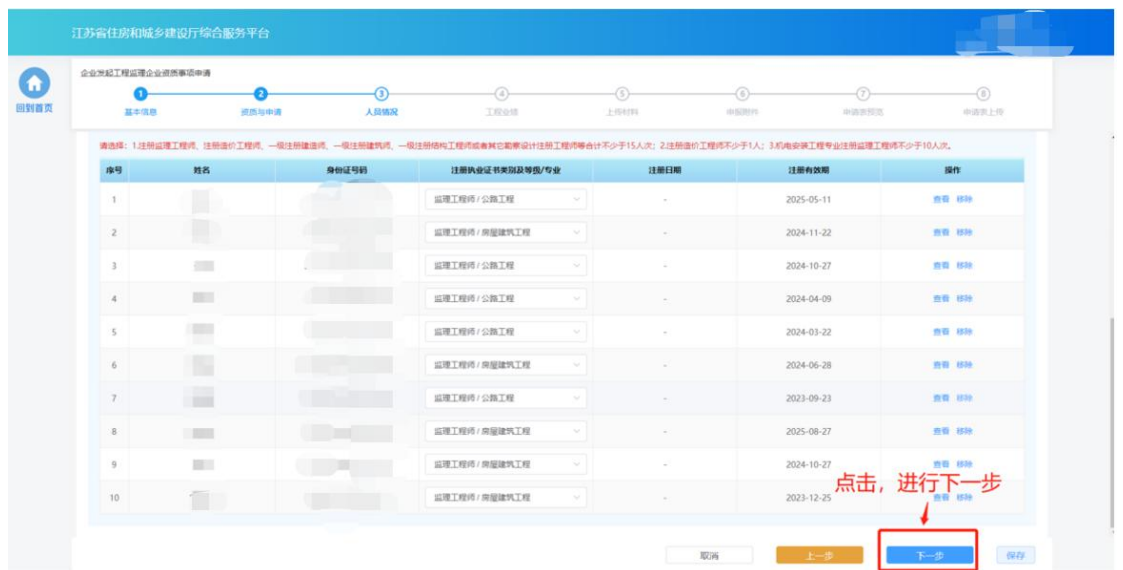 江苏省住房和城乡建设厅综合服务平台
回到首页
企业发起工程监理企业资质事项申请
1 2 3 4 5 6 7 8
基本信息 资质与申请 人员情况 工程业绩 上传材料 申报附件 申请表预览 申请表上传
请选择：1.注册监理工程师、注册造价工程师、一级注册建造师、一级注册建筑师、一级注册结构工程师或者其它勘察设计注册工程师等合计不少于15人次；2.注册造价工程师不少于1人；3.机电安装工程专业注册监理工程师不少于10人次。
序号 姓名 身份证号码 注册执业证书类别及等级/专业 注册日期 注册有效期 操作
1 监理工程师 / 公路工程 - 2025-05-11 查看 移除
2 监理工程师 / 房屋建筑工程 - 2024-11-22 查看 移除
3 监理工程师 / 公路工程 - 2024-10-27 查看 移除
4 监理工程师 / 公路工程 - 2024-04-09 查看 移除
5 监理工程师 / 公路工程 - 2024-03-22 查看 移除
6 监理工程师 / 房屋建筑工程 - 2024-06-28 查看 移除
7 监理工程师 / 公路工程 - 2023-09-23 查看 移除
8 监理工程师 / 房屋建筑工程 - 2025-08-27 查看 移除
9 监理工程师 / 房屋建筑工程 - 2024-10-27 查看 移除
点击，进行下一步
10 监理工程师 / 房屋建筑工程 - 2023-12-25 查看 移除
取消 上一步 下一步 保存